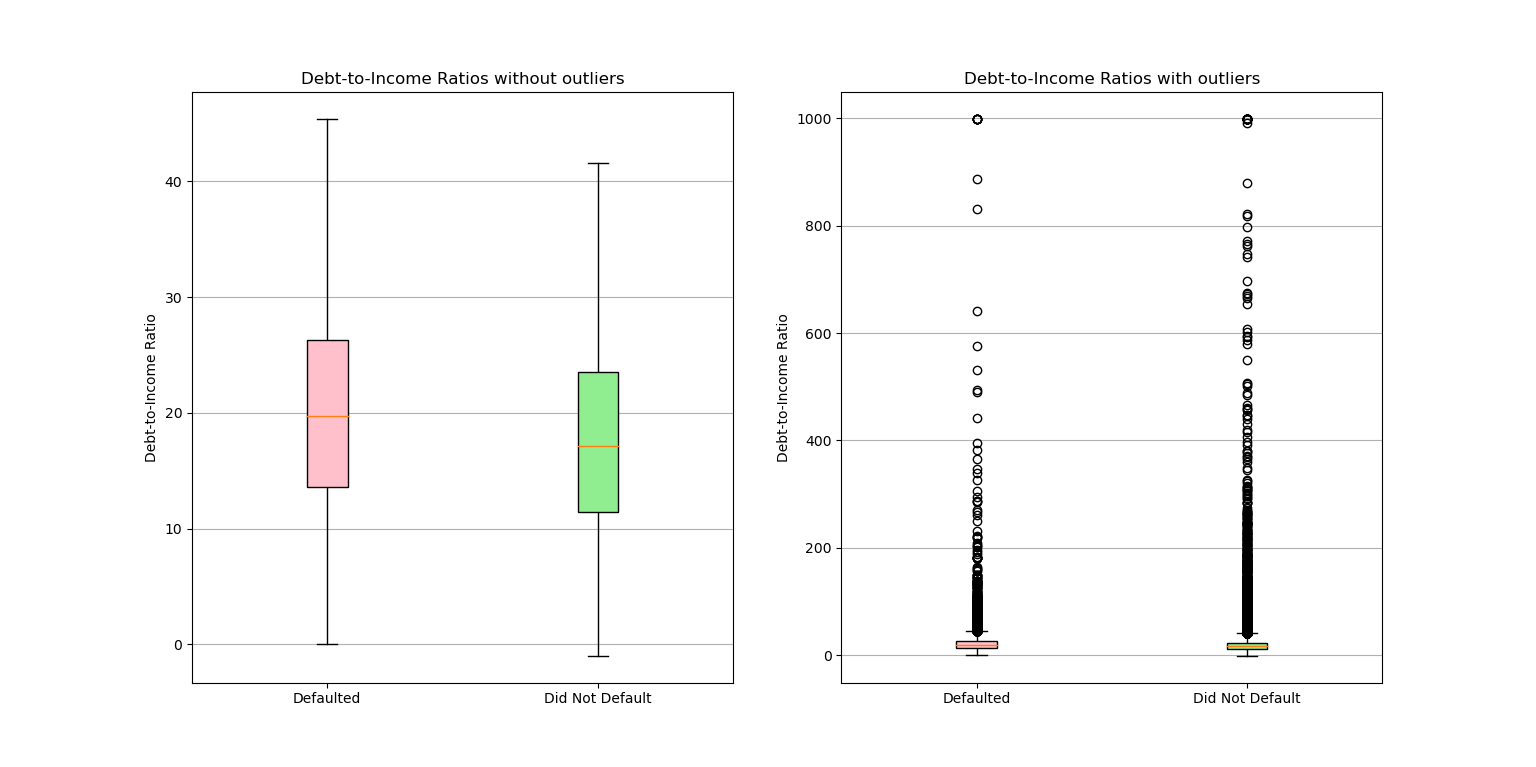 Debt-to-Income Ratios without outliers
Debt-to-Income Ratio
40
30
20
10
0
Defaulted
Did Not Default
Debt-to-Income Ratios with outliers
Debt-to-Income Ratio
1000
800
600
400
200
0
Defaulted
Did Not Default